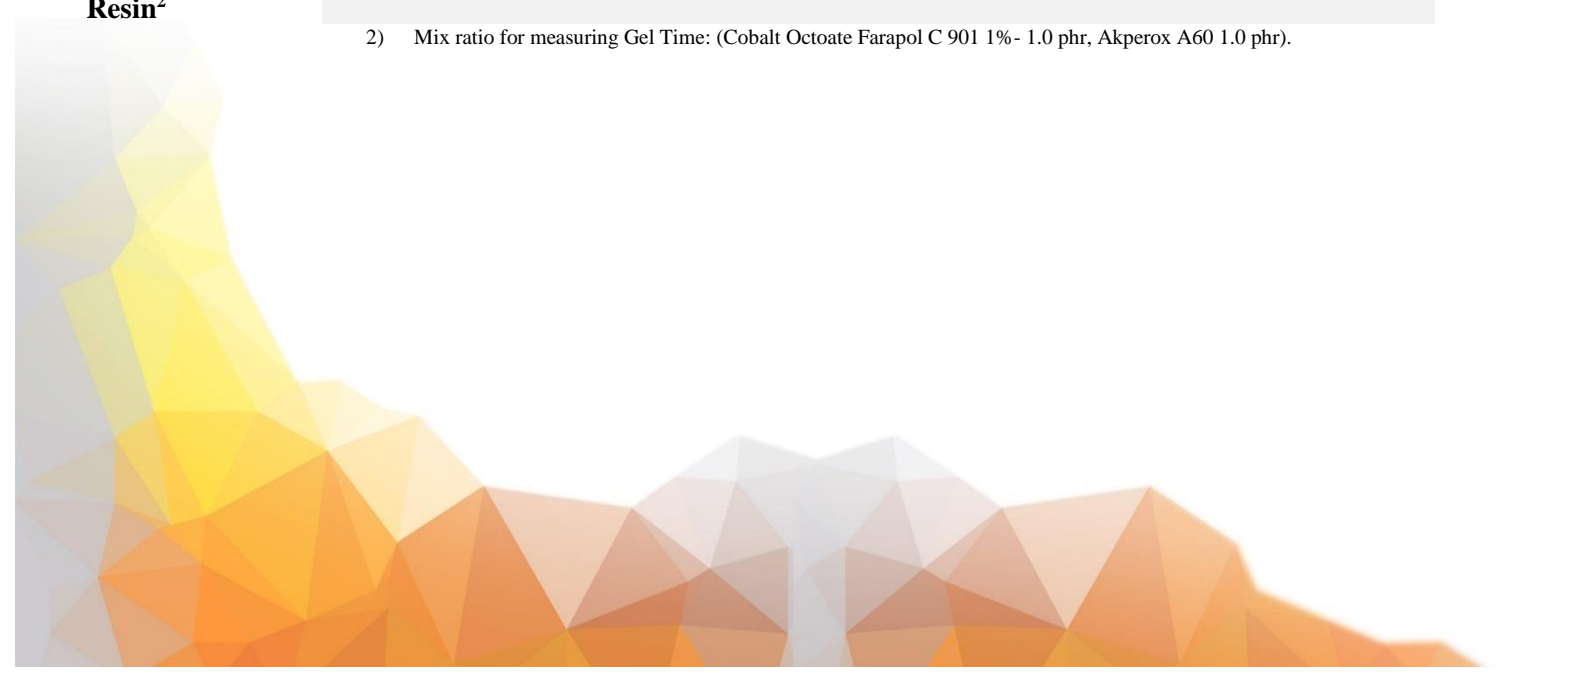 Resin²
2) Mix ratio for measuring Gel Time: (Cobalt Octoate Farapol C 901 1%- 1.0 phr, Akperox A60 1.0 phr).